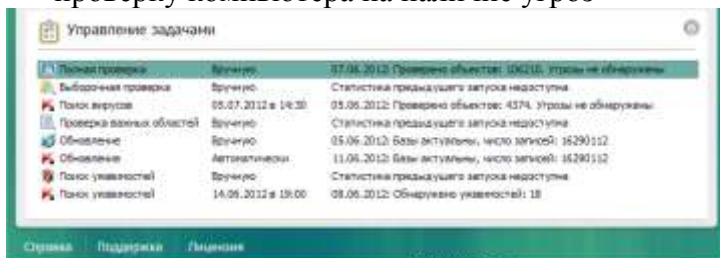 проверку компьютера на наличие угроз
Управление задачами
Полная проверка Вручную 07.06.2012: Проверено объектов: 106210. Угрозы не обнаружены
Выборочная проверка Вручную Статистика предыдущего запуска недоступна
Поиск вирусов 05.07.2012 в 14:30 05.06.2012: Проверено объектов: 4374. Угрозы не обнаружены
Проверка важных областей Вручную Статистика предыдущего запуска недоступна
Обновление Вручную 05.06.2012: Базы актуальны, число записей: 16290112
Обновление Автоматически 11.06.2012: Базы актуальны, число записей: 16290112
Поиск уязвимостей Вручную Статистика предыдущего запуска недоступна
Поиск уязвимостей 14.06.2012 в 19:00 08.06.2012: Обнаружено уязвимостей: 18
Справка Поддержка Лицензия